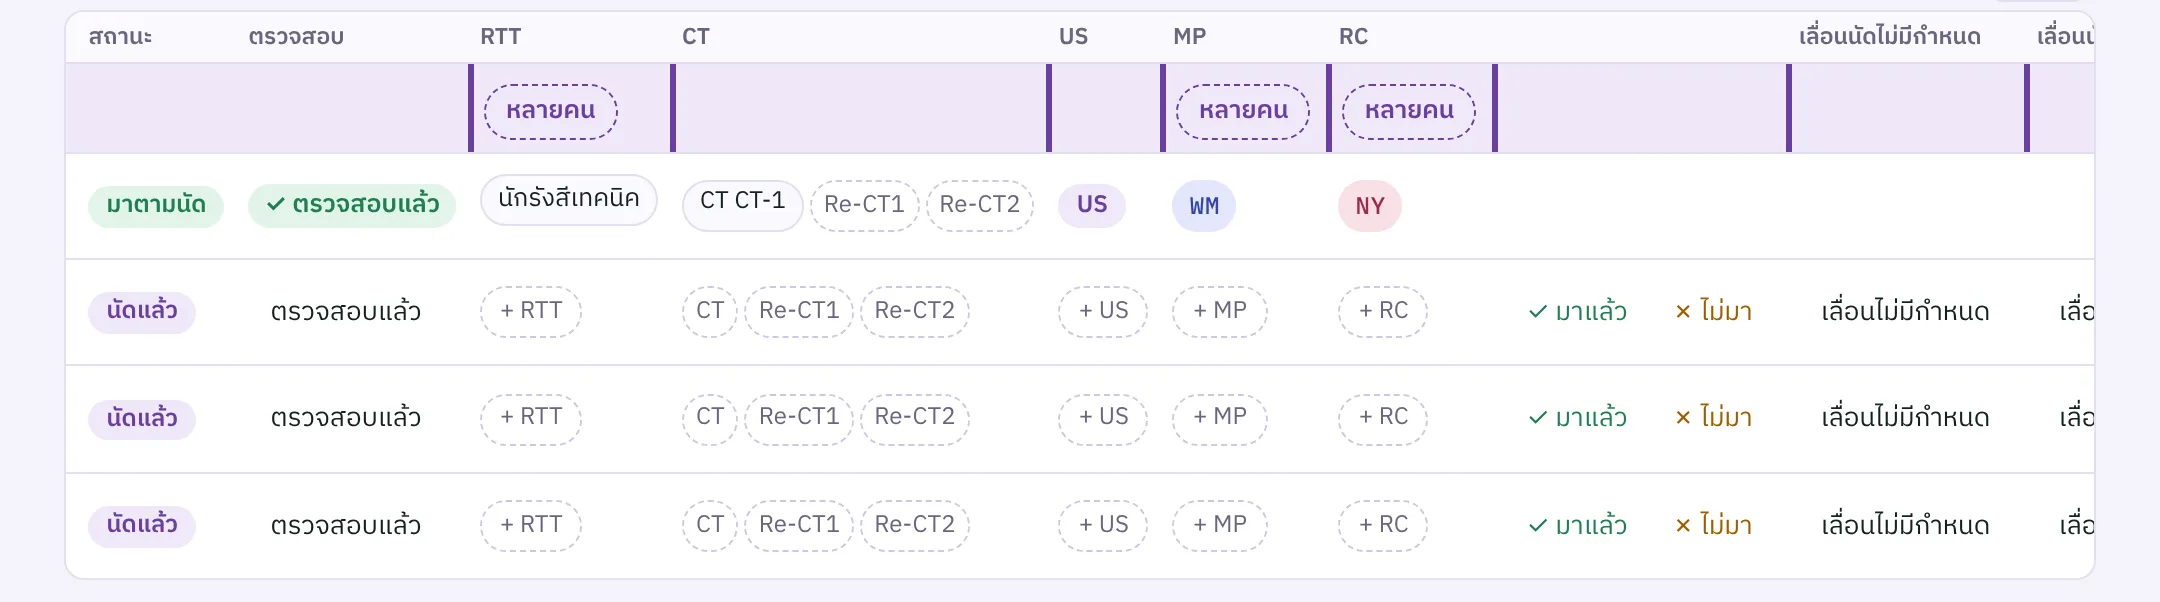 สถานะ ตรวจสอบ RTT CT US MP RC เลื่อนนัดไม่มีกำหนด
หลายคน หลายคน หลายคน
มาตามนัด ✓ ตรวจสอบแล้ว นักรังสีเทคนิค CT CT-1 Re-CT1 Re-CT2 US WM NY
นัดแล้ว ตรวจสอบแล้ว + RTT CT Re-CT1 Re-CT2 + US + MP + RC ✓ มาแล้ว × ไม่มา เลื่อนไม่มีกำหนด
นัดแล้ว ตรวจสอบแล้ว + RTT CT Re-CT1 Re-CT2 + US + MP + RC ✓ มาแล้ว × ไม่มา เลื่อนไม่มีกำหนด
นัดแล้ว ตรวจสอบแล้ว + RTT CT Re-CT1 Re-CT2 + US + MP + RC ✓ มาแล้ว × ไม่มา เลื่อนไม่มีกำหนด